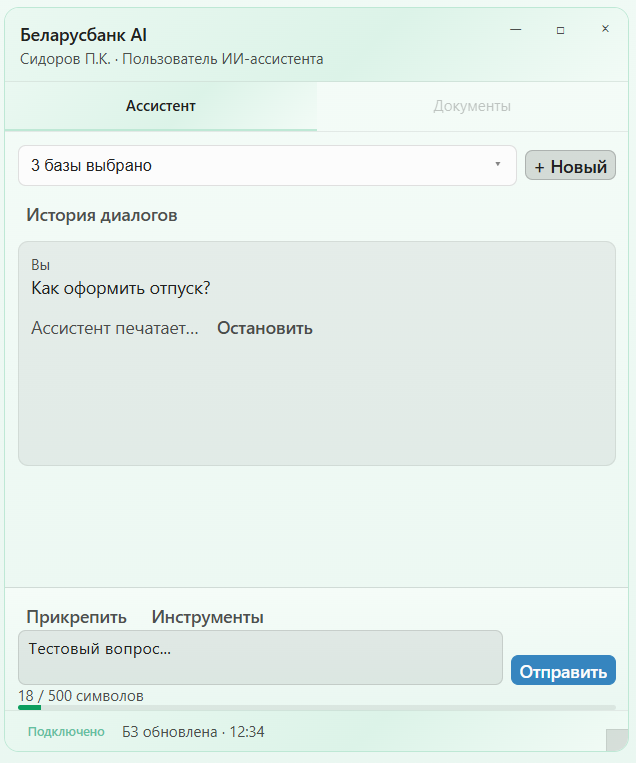 Беларусбанк AI
Сидоров П.К. · Пользователь ИИ-ассистента
Ассистент
Документы
3 базы выбрано
+ Новый
История диалогов
Вы
Как оформить отпуск?
Ассистент печатает... Остановить
Прикрепить Инструменты
Тестовый вопрос...
Отправить
18 / 500 символов
Подключено БЗ обновлена · 12:34